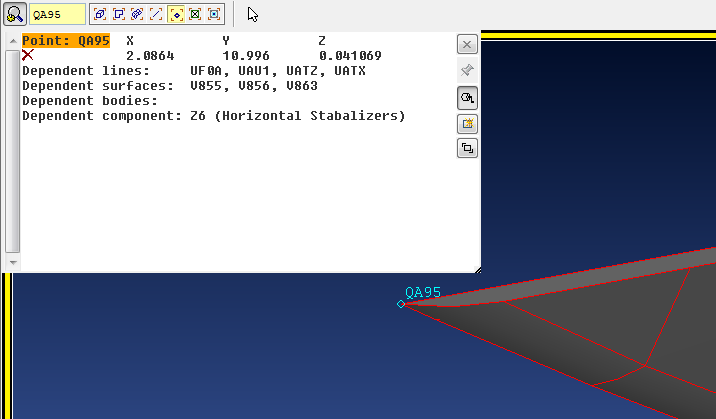 QA95
Point: QA95 X Y Z
2.0864 10.996 0.041069
Dependent lines: UF0A, UAU1, UATZ, UATX
Dependent surfaces: V855, V856, V863
Dependent bodies:
Dependent component: Z6 (Horizontal Stabalizers)
QA95